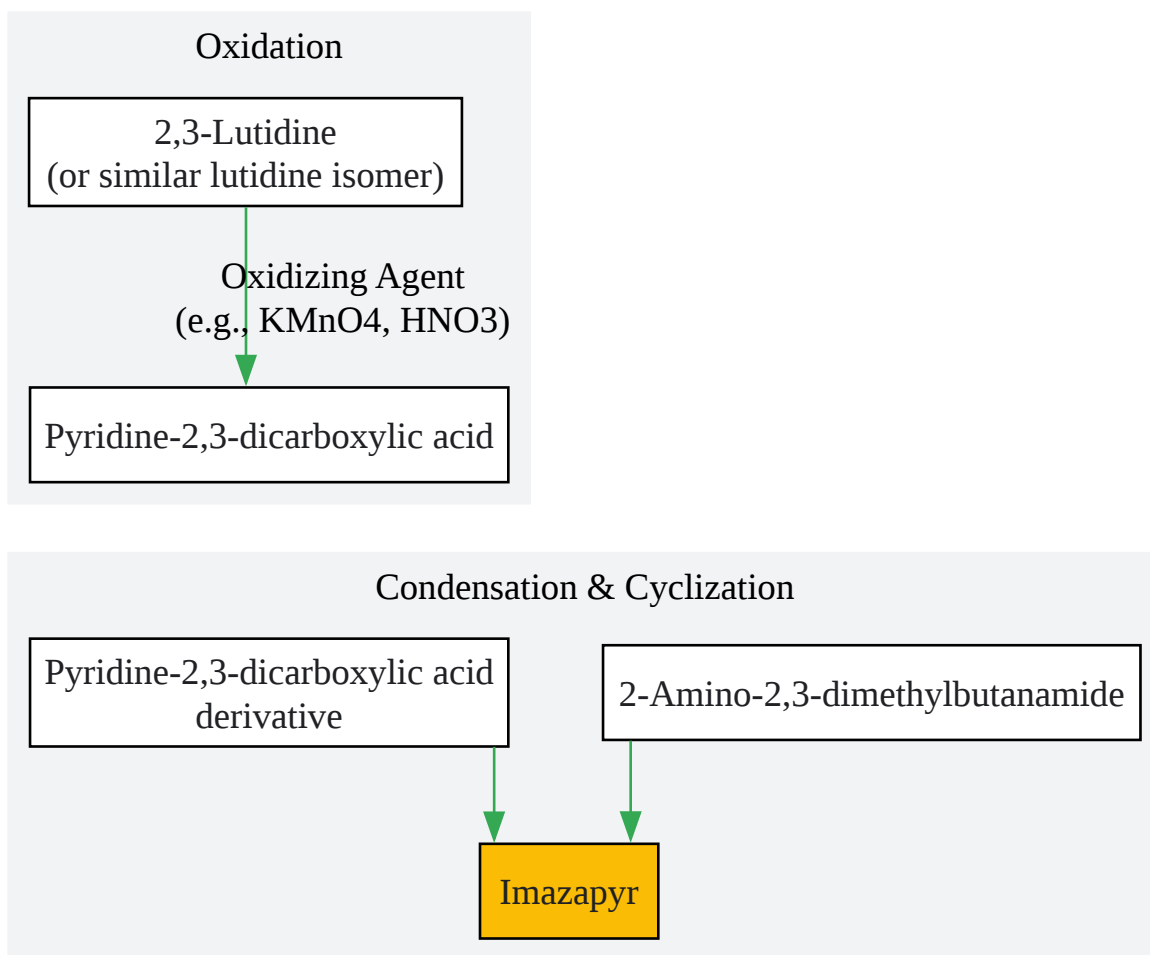 Oxidation
2,3-Lutidine
(or similar lutidine isomer)
Oxidizing Agent
(e.g., KMnO4, HNO3)
Pyridine-2,3-dicarboxylic acid
Condensation & Cyclization
Pyridine-2,3-dicarboxylic acid
derivative
2-Amino-2,3-dimethylbutanamide
Imazapyr